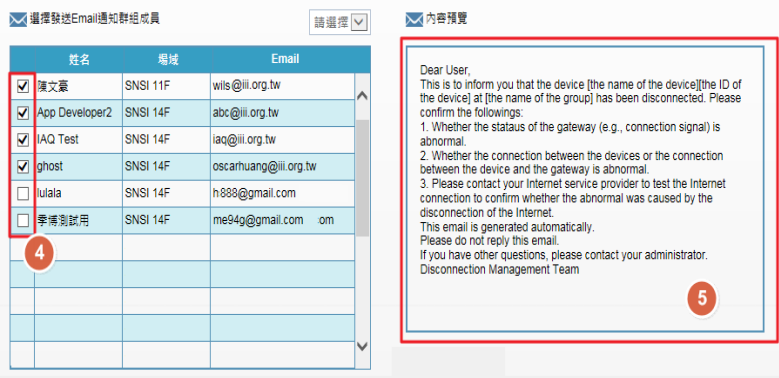 選擇發送Email通知群組成員
請選擇
姓名 場域 Email
陳文豪 SNSI 11F wils@iii.org.tw
App Developer2 SNSI 14F abc@iii.org.tw
IAQ Test SNSI 14F iaq@iii.org.tw
ghost SNSI 14F oscarhuang@iii.org.tw
lulala SNSI 14F h888@gmail.com
季博測試用 SNSI 14F me94g@gmail.com om
4
內容預覽
Dear User,
This is to inform you that the device [the name of the device][the ID of
the device] at [the name of the group] has been disconnected. Please
confirm the followings:
1. Whether the stataus of the gateway (e.g., connection signal) is
abnormal.
2. Whether the connection between the devices or the connection
between the device and the gateway is abnormal.
3. Please contact your Internet service provider to test the Internet
connection to confirm whether the abnormal was caused by the
disconnection of the Internet.
This email is generated automatically.
Please do not reply this email.
If you have other questions, please contact your administrator.
Disconnection Management Team
5